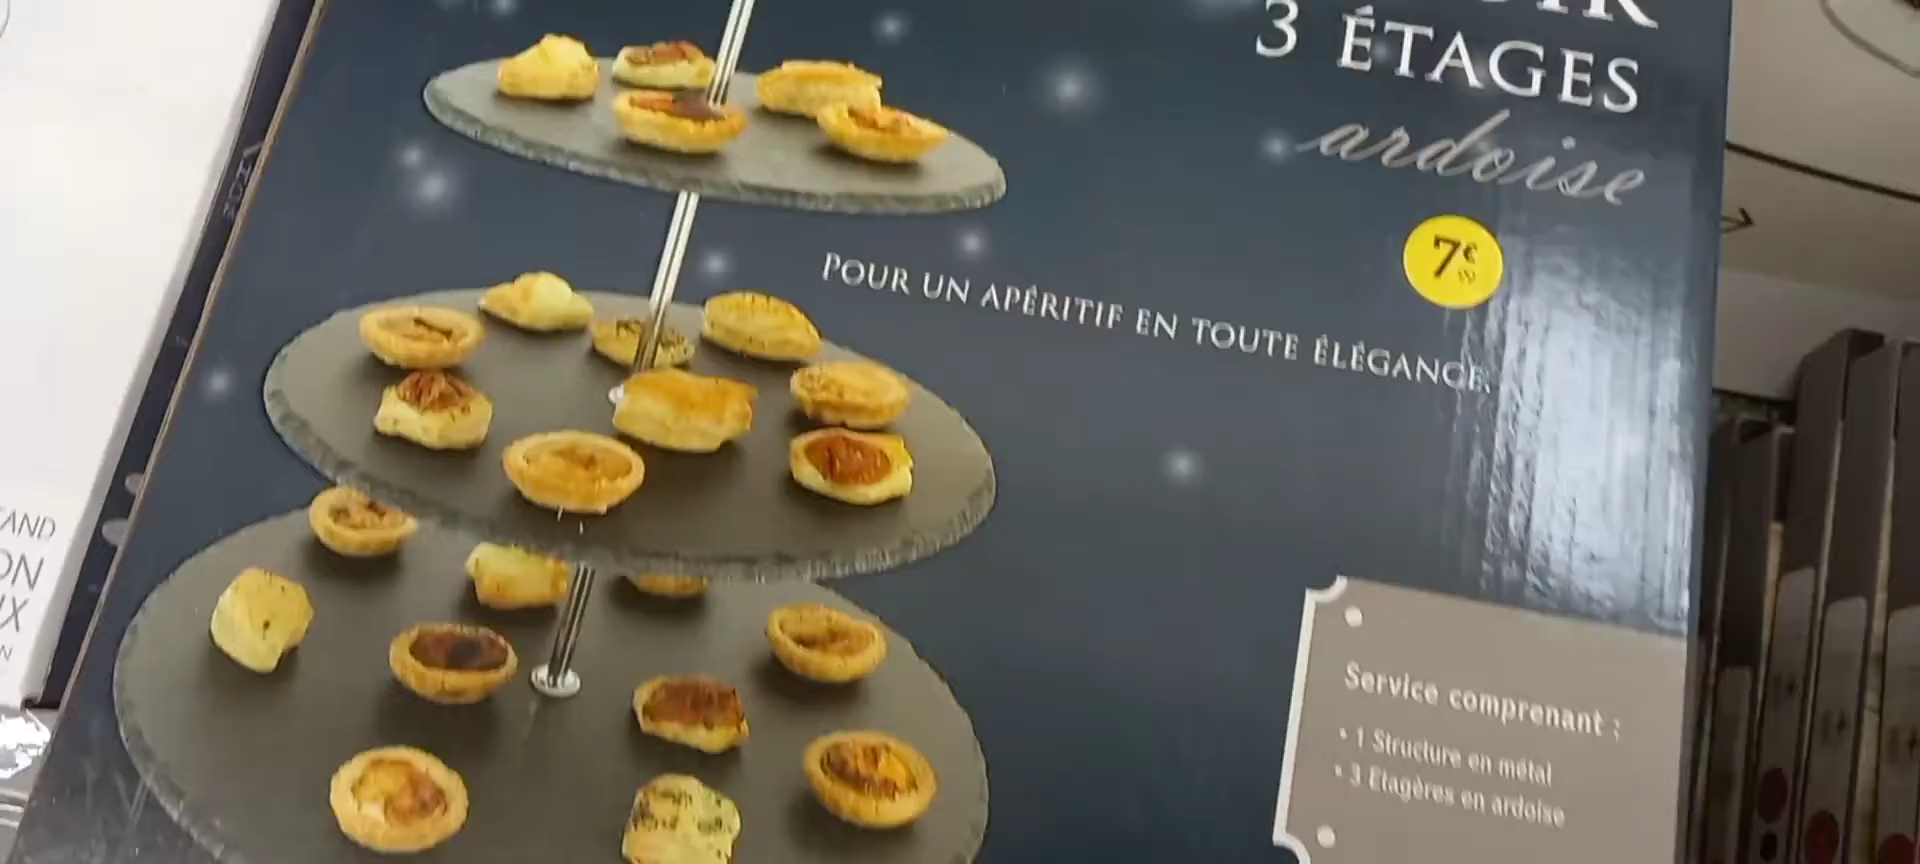 3 ÉTAGES
ardoise
7€
POUR UN APÉRITIF EN TOUTE ÉLÉGANCE
Service comprenant :
• 1 Structure en métal
• 3 Etagères en ardoise